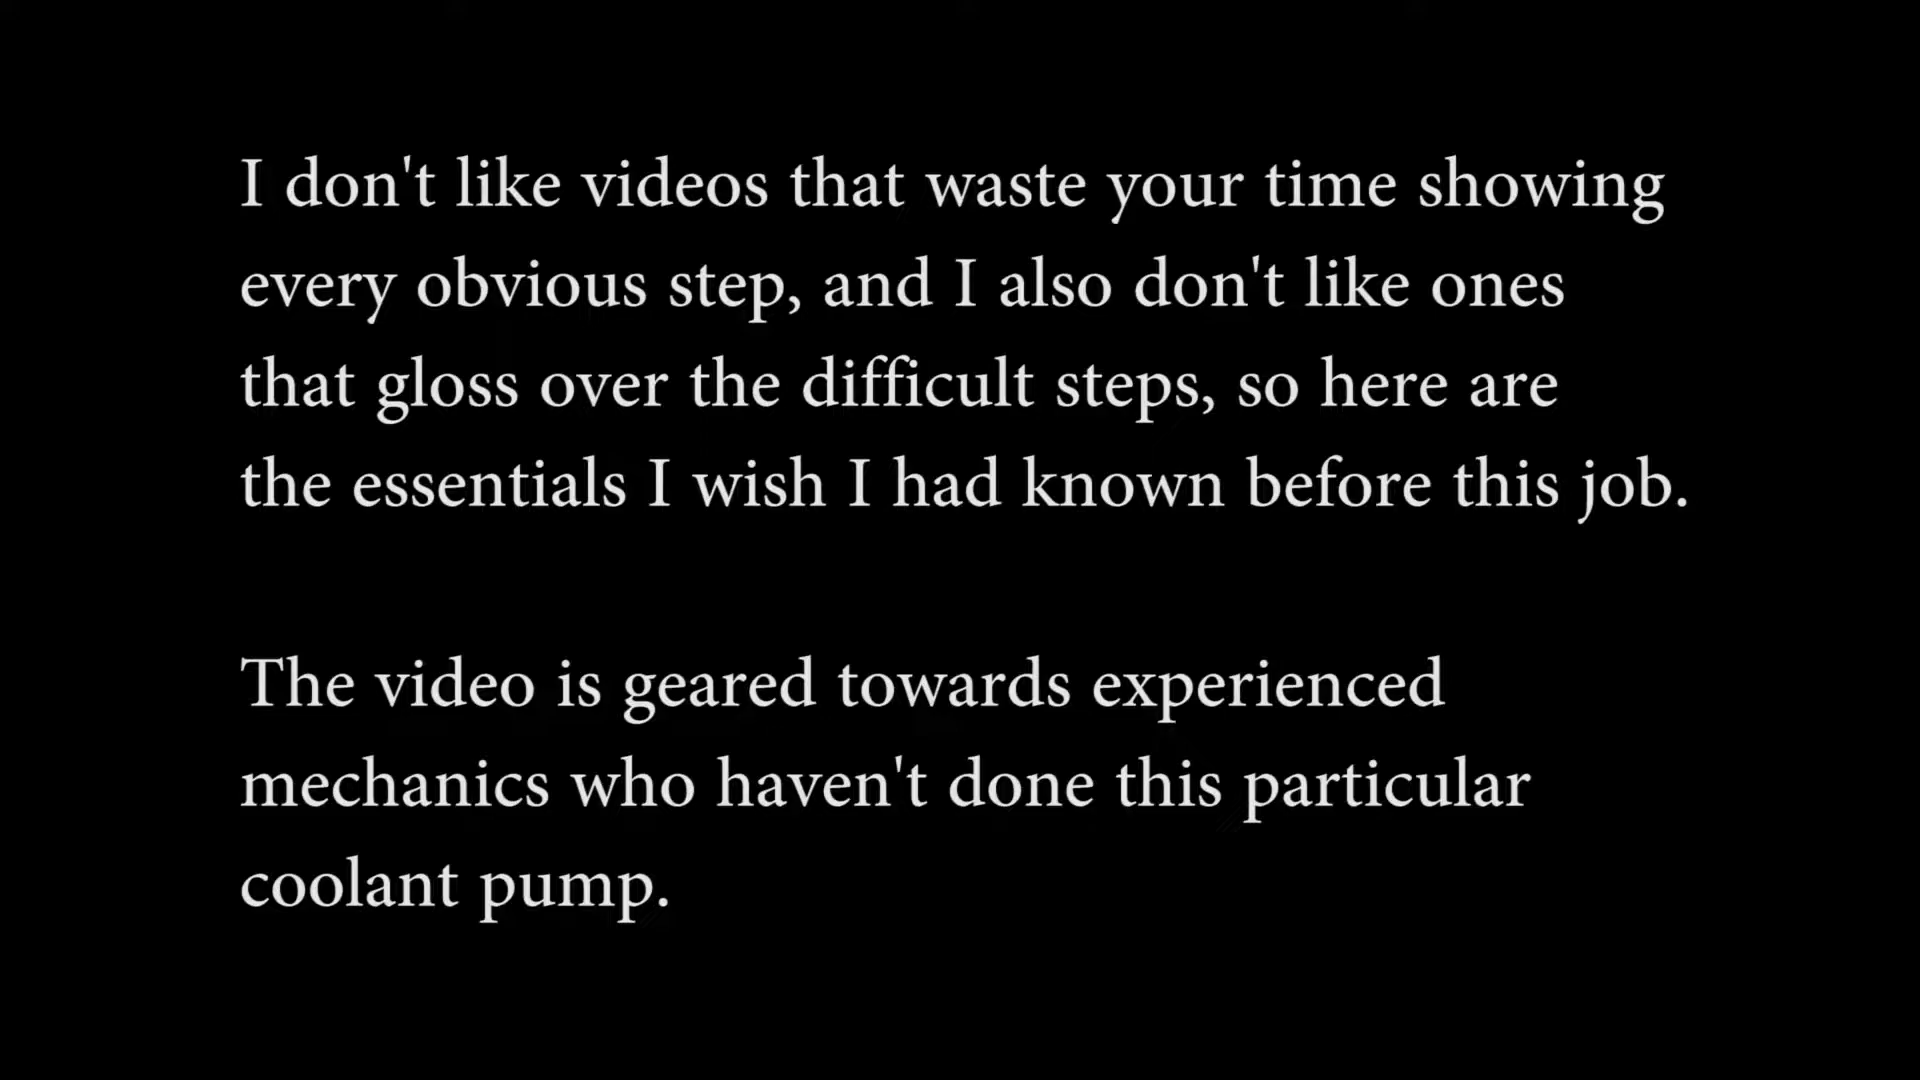 I don't like videos that waste your time showing
every obvious step, and I also don't like ones
that gloss over the difficult steps, so here are
the essentials I wish I had known before this job.
The video is geared towards experienced
mechanics who haven't done this particular
coolant pump.